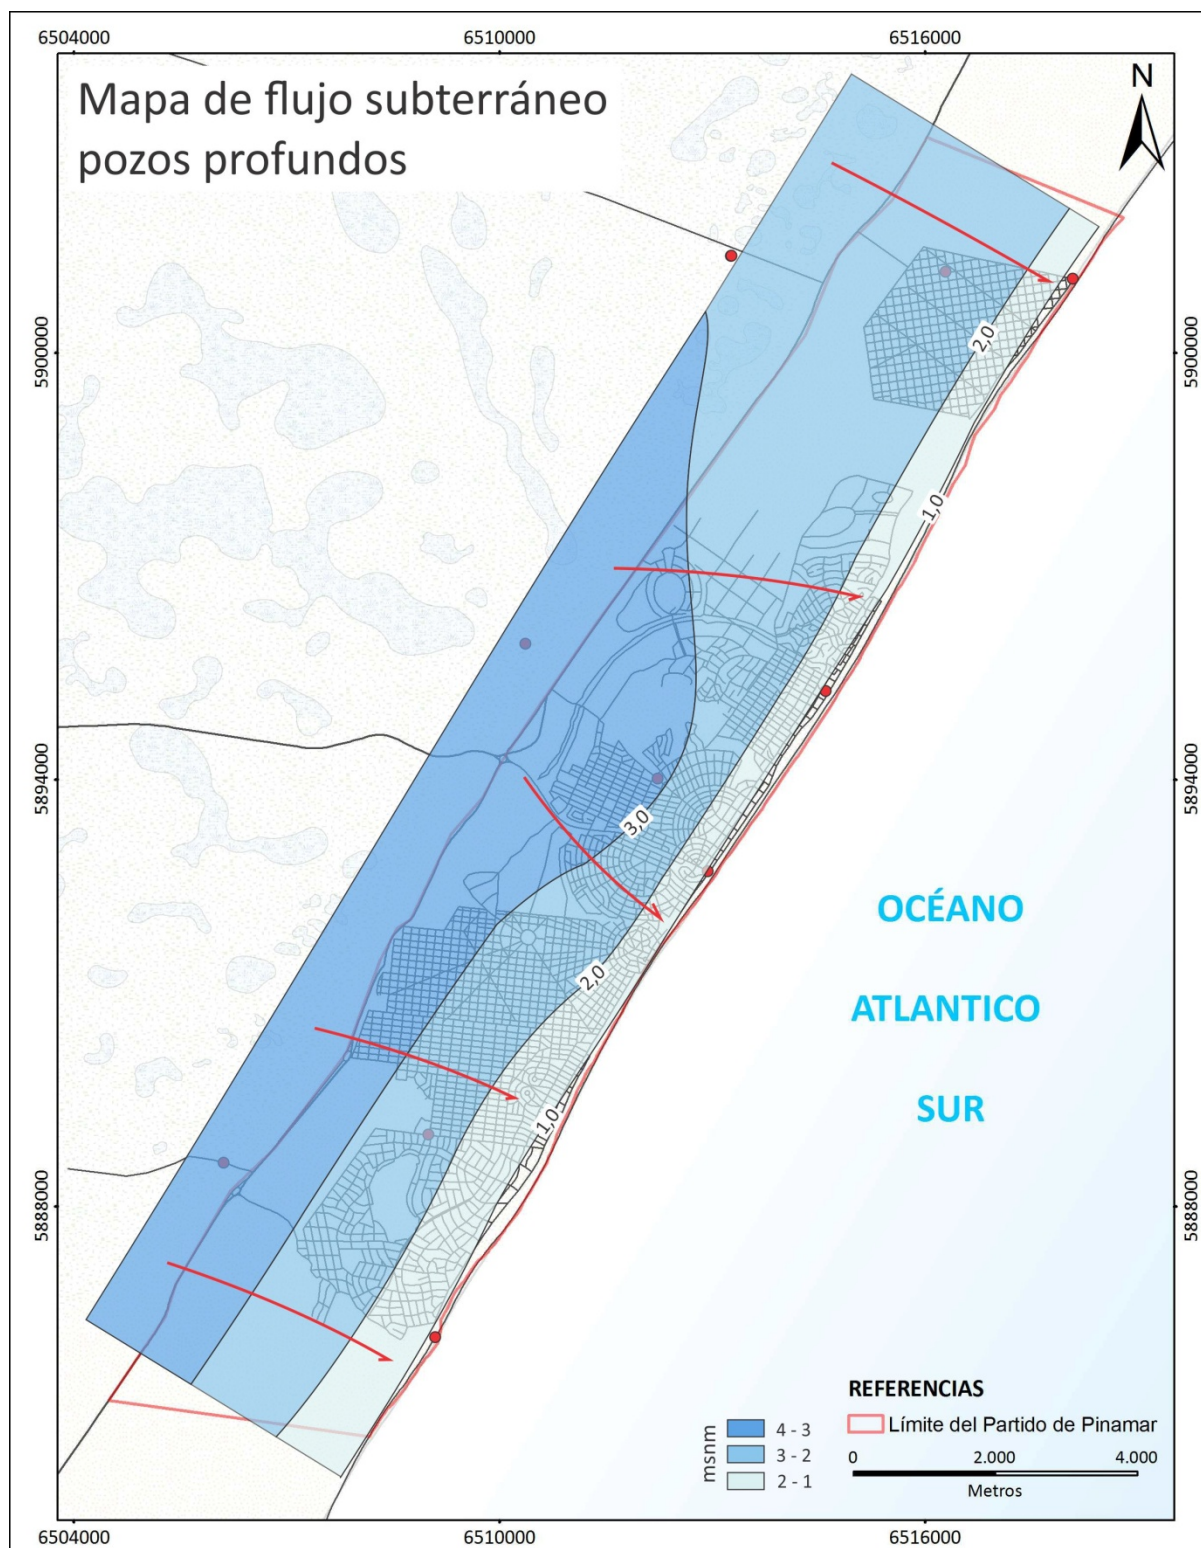 6504000
6510000
6516000
Mapa de flujo subterráneo
pozos profundos
N
5900000
5900000
2,0
1,0
5894000
5894000
3,0
OCÉANO
2,0
ATLANTICO
SUR
1,0
5888000
5888000
REFERENCIAS
msnm
4 - 3
3 - 2
2 - 1
Límite del Partido de Pinamar
0
2.000
4.000
Metros
6504000
6510000
6516000